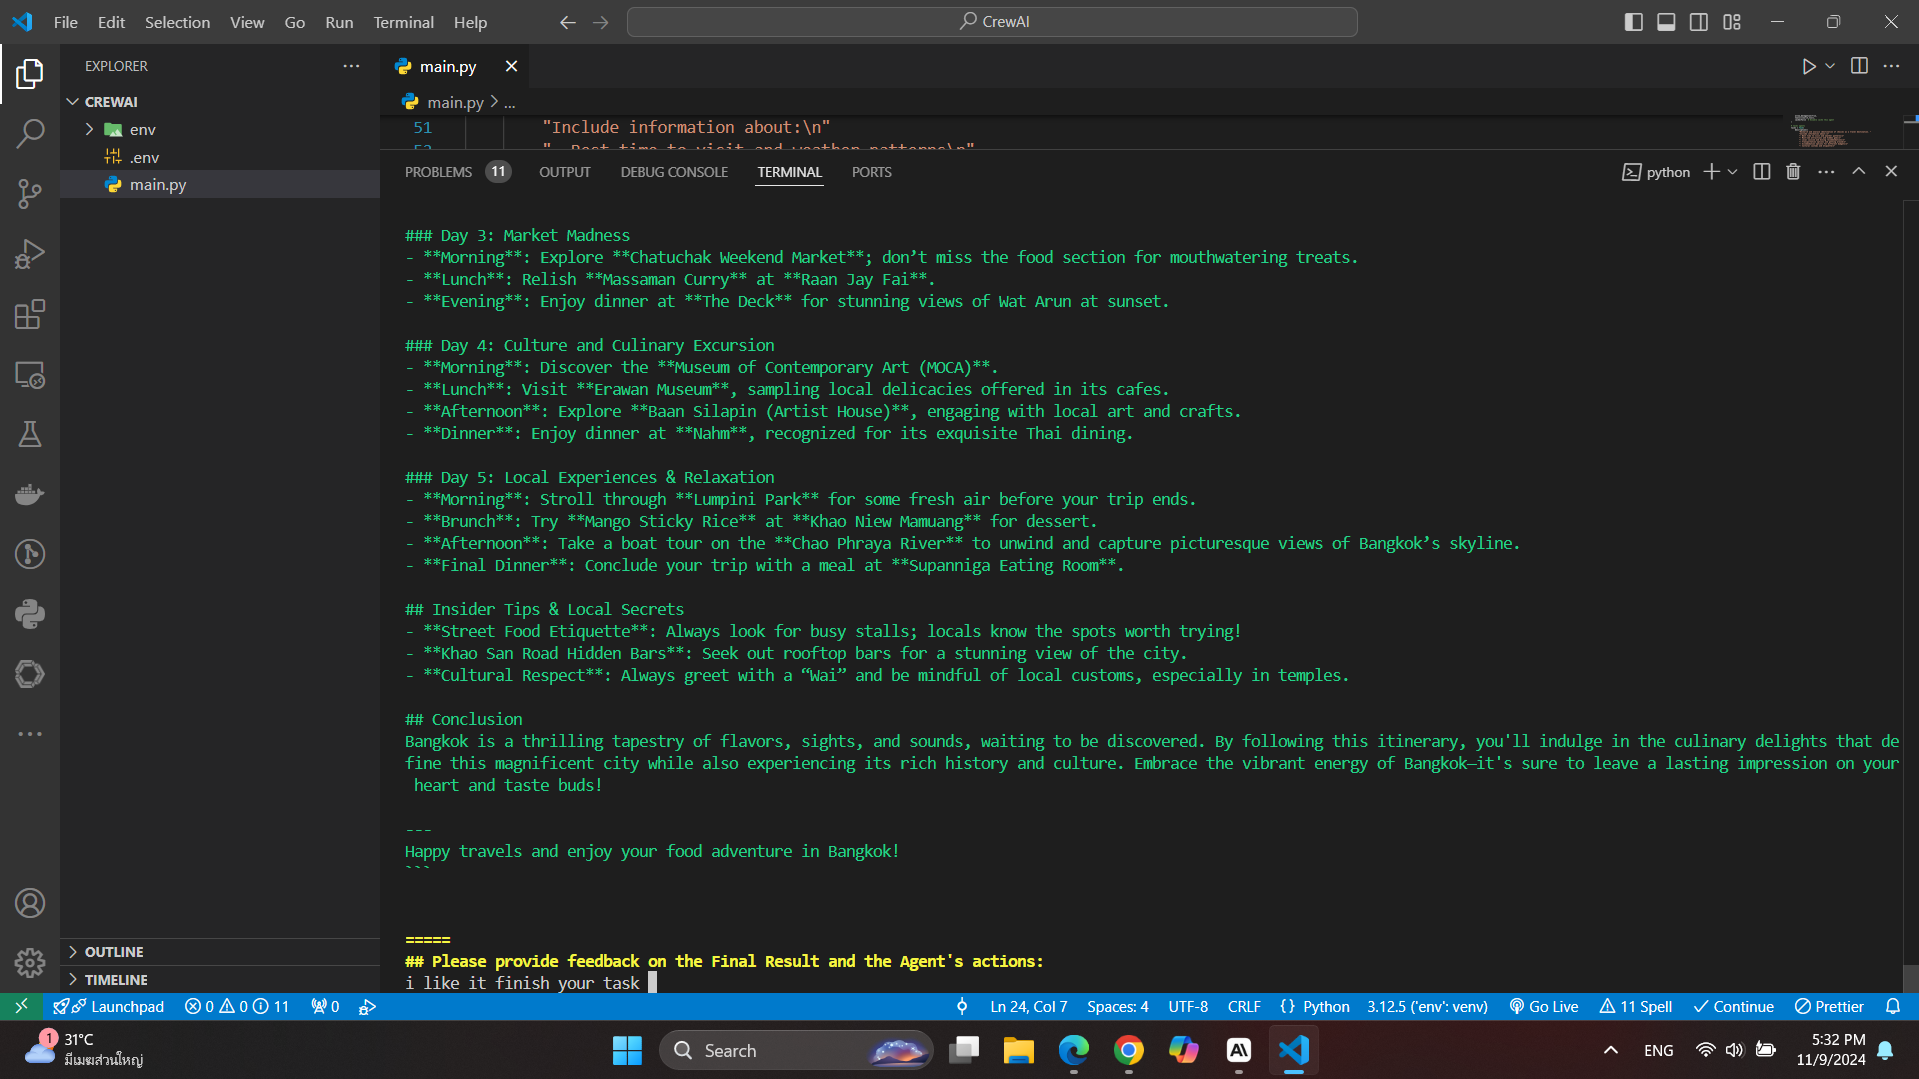 File Edit Selection View Go Run Terminal Help
CrewAI
EXPLORER
CREWAI
env
.env
main.py
OUTLINE
TIMELINE
main.py
main.py > ...
51 "Include information about:\n"
PROBLEMS 11 OUTPUT DEBUG CONSOLE TERMINAL PORTS
python
### Day 3: Market Madness
- **Morning**: Explore **Chatuchak Weekend Market**; don’t miss the food section for mouthwatering treats.
- **Lunch**: Relish **Massaman Curry** at **Raan Jay Fai**.
- **Evening**: Enjoy dinner at **The Deck** for stunning views of Wat Arun at sunset.
### Day 4: Culture and Culinary Excursion
- **Morning**: Discover the **Museum of Contemporary Art (MOCA)**.
- **Lunch**: Visit **Erawan Museum**, sampling local delicacies offered in its cafes.
- **Afternoon**: Explore **Baan Silapin (Artist House)**, engaging with local art and crafts.
- **Dinner**: Enjoy dinner at **Nahm**, recognized for its exquisite Thai dining.
### Day 5: Local Experiences & Relaxation
- **Morning**: Stroll through **Lumpini Park** for some fresh air before your trip ends.
- **Brunch**: Try **Mango Sticky Rice** at **Khao Niew Mamuang** for dessert.
- **Afternoon**: Take a boat tour on the **Chao Phraya River** to unwind and capture picturesque views of Bangkok’s skyline.
- **Final Dinner**: Conclude your trip with a meal at **Supanniga Eating Room**.
## Insider Tips & Local Secrets
- **Street Food Etiquette**: Always look for busy stalls; locals know the spots worth trying!
- **Khao San Road Hidden Bars**: Seek out rooftop bars for a stunning view of the city.
- **Cultural Respect**: Always greet with a “Wai” and be mindful of local customs, especially in temples.
## Conclusion
Bangkok is a thrilling tapestry of flavors, sights, and sounds, waiting to be discovered. By following this itinerary, you'll indulge in the culinary delights that de
fine this magnificent city while also experiencing its rich history and culture. Embrace the vibrant energy of Bangkok—it's sure to leave a lasting impression on your
heart and taste buds!
---
Happy travels and enjoy your food adventure in Bangkok!
```
=====
## Please provide feedback on the Final Result and the Agent's actions:
i like it finish your task
Launchpad 0 0 11 0 Ln 24, Col 7 Spaces: 4 UTF-8 CRLF {} Python 3.12.5 ('env': venv) Go Live 11 Spell Continue Prettier
1
31°C
มีเมฆส่วนใหญ่
Search
ENG
5:32 PM
11/9/2024